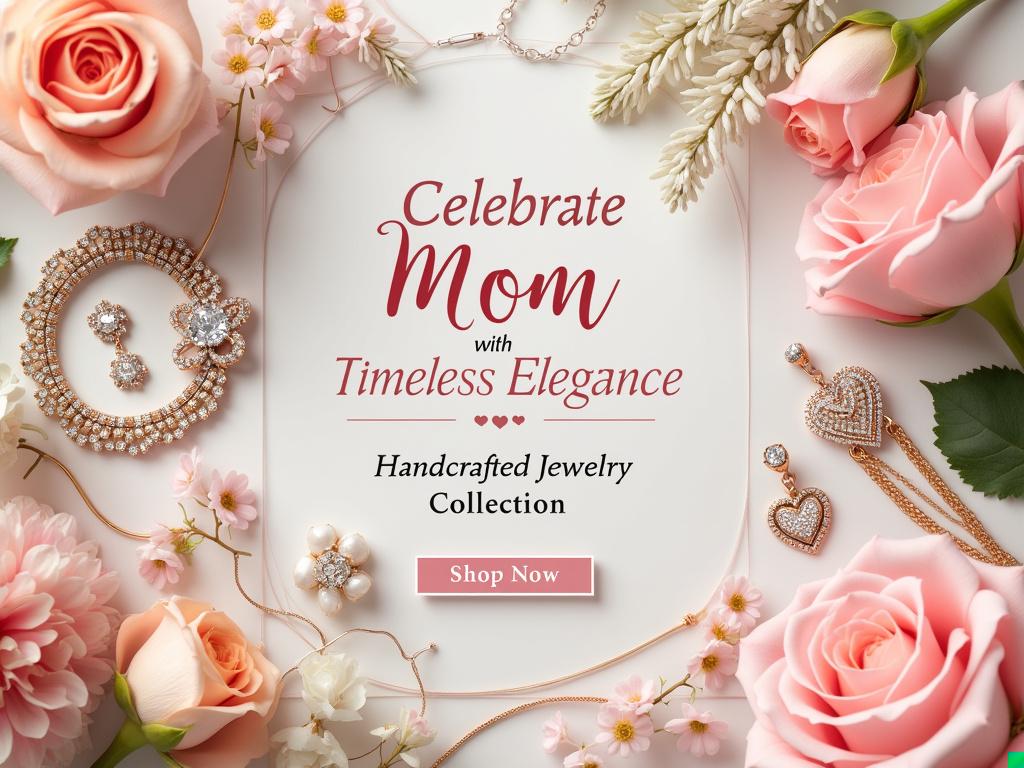 Celebrate
Mom
with
Timeless Elegance
Handcrafted Jewelry
Collection
Shop Now